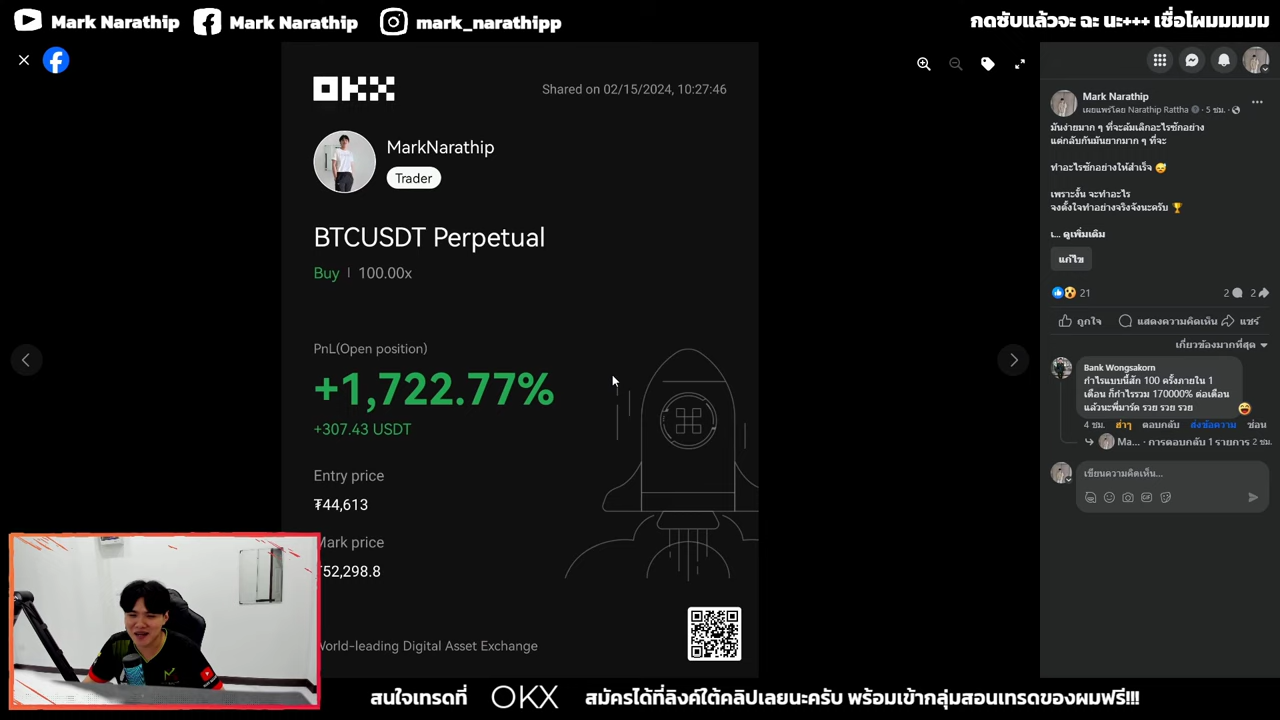 Mark Narathip
Mark Narathip
mark_narathipp
กดซับแล้วจะ ฉะ นะ+++ เชื่อโผมมมมม
OKX
Shared on 02/15/2024, 10:27:46
MarkNarathip
Trader
BTCUSDT Perpetual
Buy | 100.00x
PnL(Open position)
+1,722.77%
+307.43 USDT
Entry price
₮44,613
Mark price
₮52,298.8
World-leading Digital Asset Exchange
Mark Narathip
เผยแพร่โดย Narathip Rattha · 5 ชม. ·
มันง่ายมาก ๆ ที่จะล้มเลิกอะไรซักอย่าง
แต่กลับกันมันยากมาก ๆ ที่จะ
ทำอะไรซักอย่างให้สำเร็จ 😅
เพราะงั้น จะทำอะไร
จงตั้งใจทำอย่างจริงจังนะครับ 🏆
เ... ดูเพิ่มเติม
แก้ไข
21
2
2
ถูกใจ
แสดงความคิดเห็น
แชร์
เกี่ยวข้องมากที่สุด
Bank Wongsakorn
กำไรแบบนี้สัก 100 ครั้งภายใน 1
เดือน ก็กำไรรวม 170000% ต่อเดือน
แล้วนะพี่มาร์ค รวย รวย รวย
4 ชม. ฮ่าๆ ตอบกลับ ส่งข้อความ ซ่อน
Ma... · การตอบกลับ 1 รายการ 2 ชม.
เขียนความคิดเห็น...
สนใจเทรดที่ OKX สมัครได้ที่ลิงค์ใต้คลิปเลยนะครับ พร้อมเข้ากลุ่มสอนเทรดของผมฟรี!!!